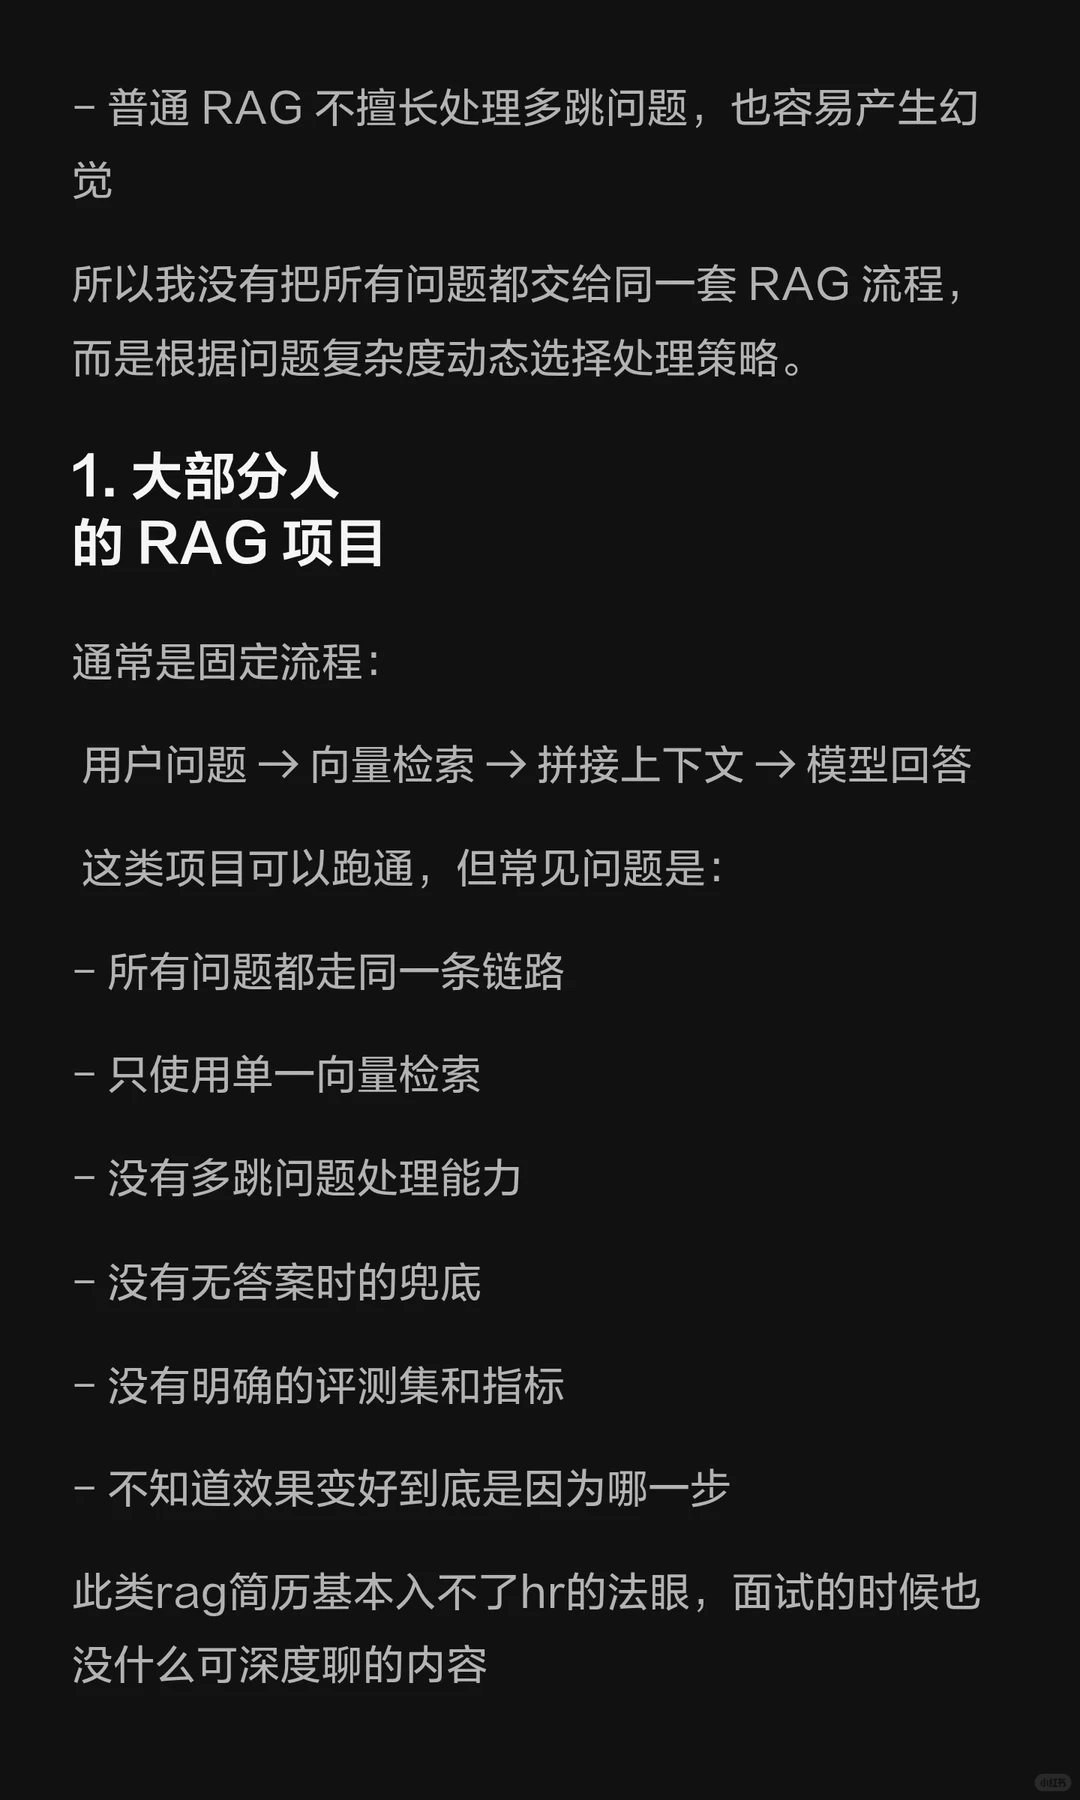 - 普通 RAG 不擅长处理多跳问题，也容易产生幻
觉
所以我没有把所有问题都交给同一套 RAG 流程，
而是根据问题复杂度动态选择处理策略。
1. 大部分人
的 RAG 项目
通常是固定流程：
用户问题 → 向量检索 → 拼接上下文 → 模型回答
这类项目可以跑通，但常见问题是：
- 所有问题都走同一条链路
- 只使用单一向量检索
- 没有多跳问题处理能力
- 没有无答案时的兜底
- 没有明确的评测集和指标
- 不知道效果变好到底是因为哪一步
此类rag简历基本入不了hr的法眼，面试的时候也
没什么可深度聊的内容
小红书